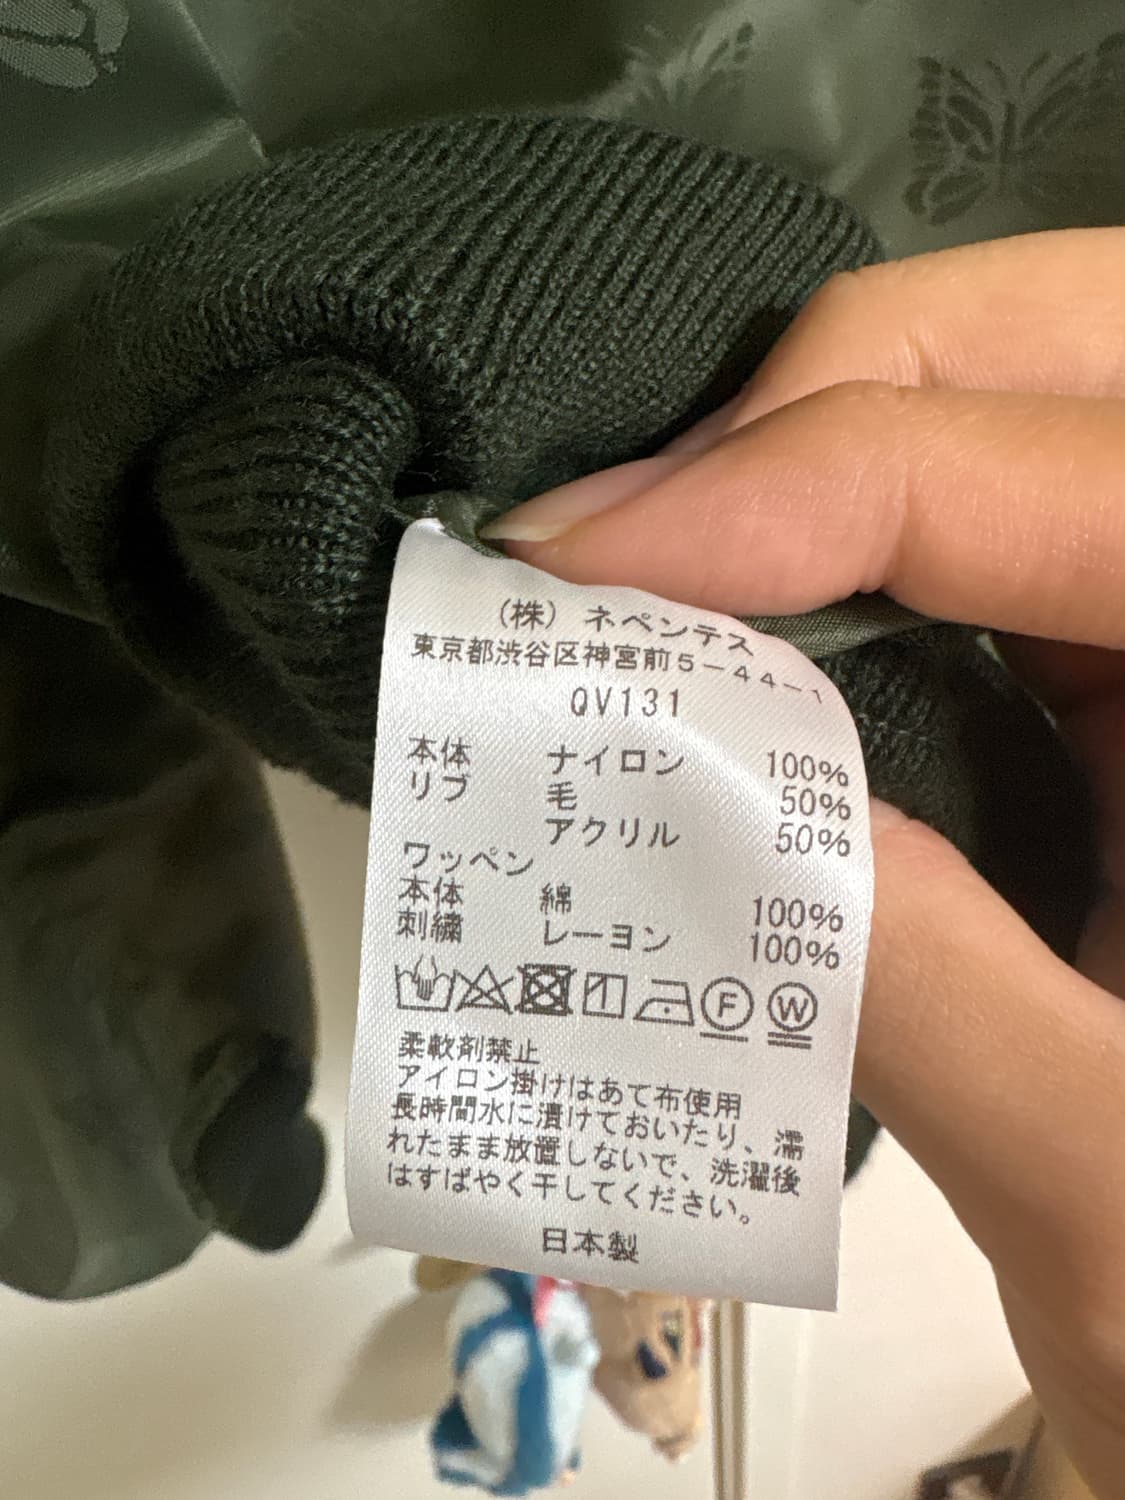 (株) ネペンテス
東京都渋谷区神宮前5-44-1
QV131
本体 ナイロン 100%
リブ 毛 50%
アクリル 50%
ワッペン
本体 綿 100%
刺繍 レーヨン 100%
F W
柔軟剤禁止
アイロン掛けはあて布使用
長時間水に漬けておいたり、濡
れたまま放置しないで、洗濯後
はすばやく干してください。
日本製